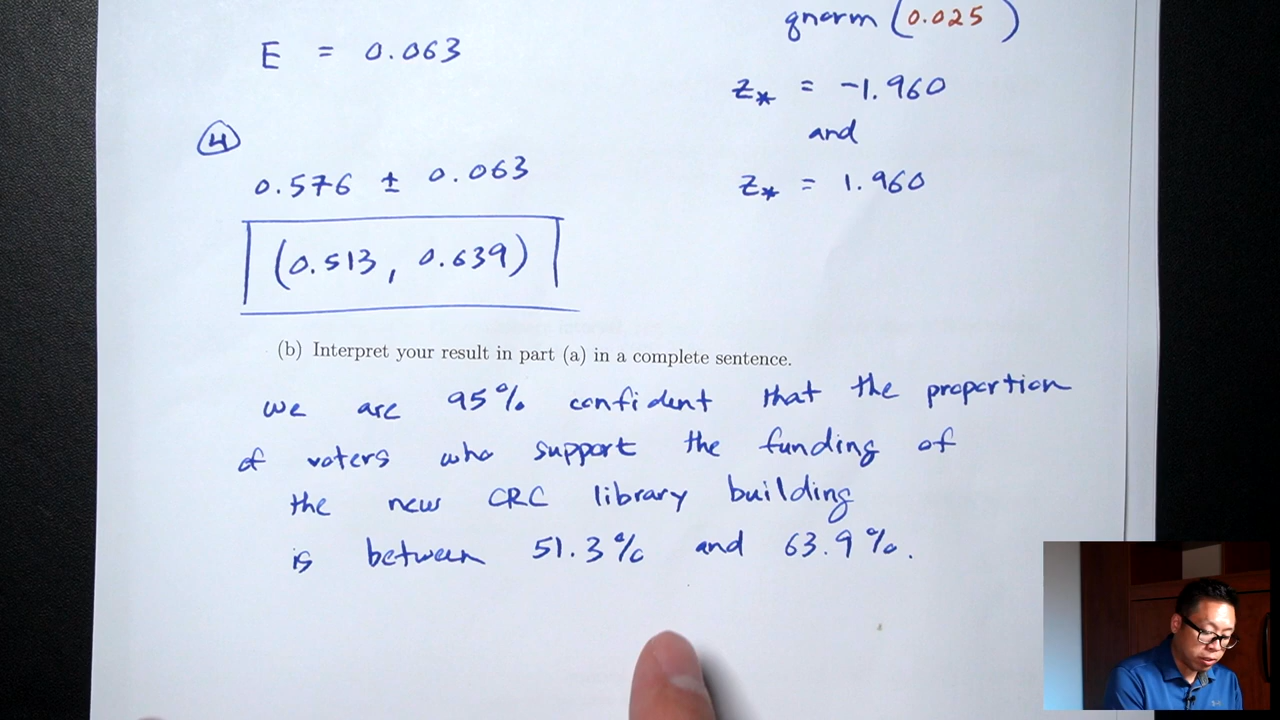 qnorm (0.025)
E = 0.063
z* = -1.960
and
④
0.576 ± 0.063
z* = 1.960
(0.513, 0.639)
(b) Interpret your result in part (a) in a complete sentence.
we are 95% confident that the proportion
of voters who support the funding of
the new CRC library building
is between 51.3% and 63.9%.